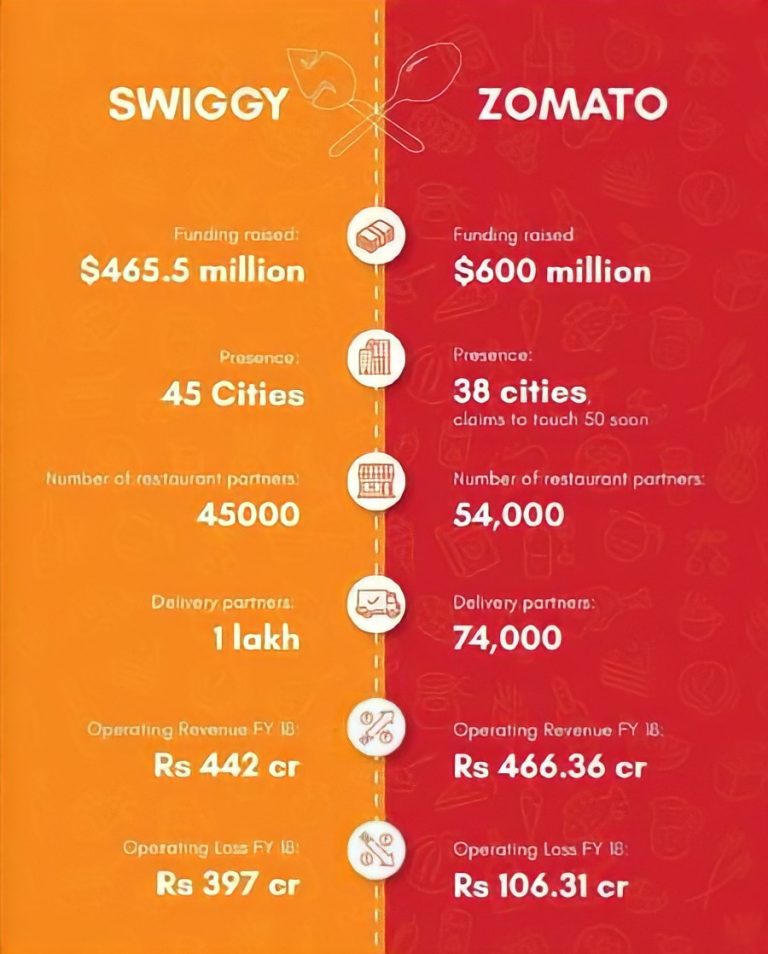 SWIGGY
Funding raised:
$465.5 million
Presence:
45 Cities
Number of restaurant partners:
45000
Delivery partners:
1 lakh
Operating Revenue FY 18:
Rs 442 cr
Operating Loss FY 18:
Rs 397 cr
ZOMATO
Funding raised
$600 million
Presence:
38 cities,
claims to touch 50 soon
Number of restaurant partners:
54,000
Delivery partners:
74,000
Operating Revenue FY 18:
Rs 466.36 cr
Operating Loss FY 18:
Rs 106.31 cr